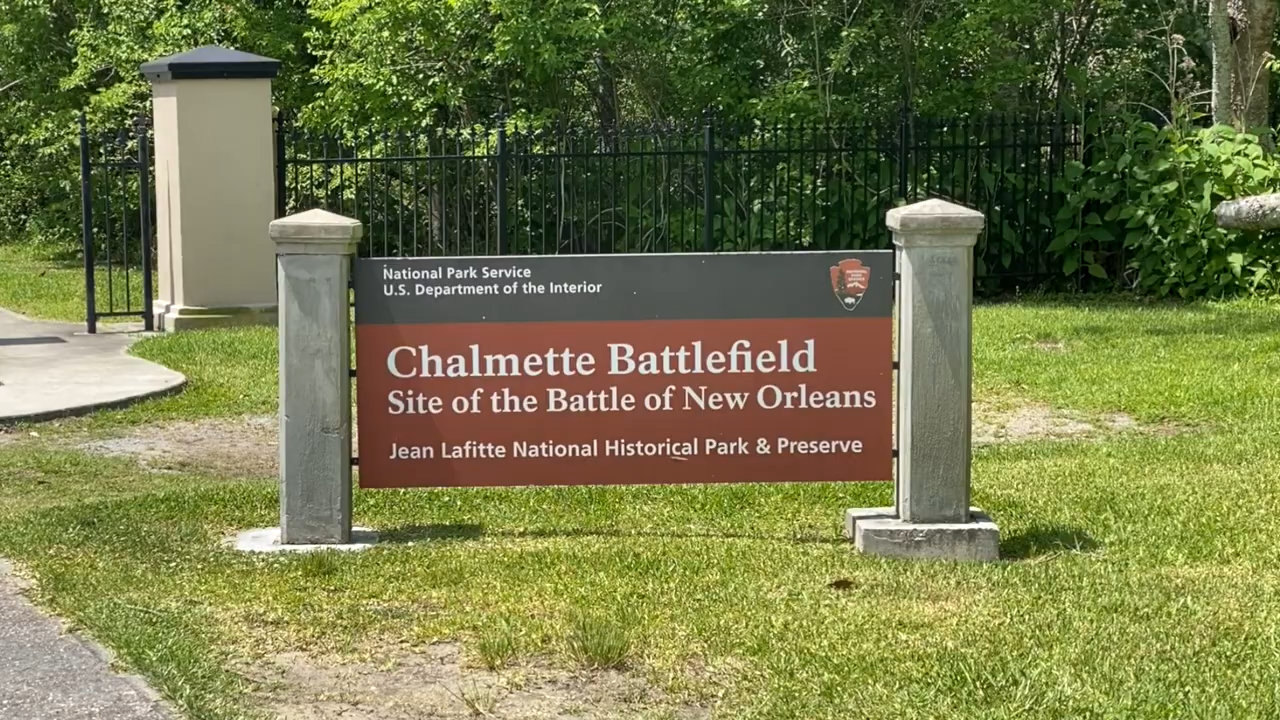 National Park Service
U.S. Department of the Interior
Chalmette Battlefield
Site of the Battle of New Orleans
Jean Lafitte National Historical Park & Preserve